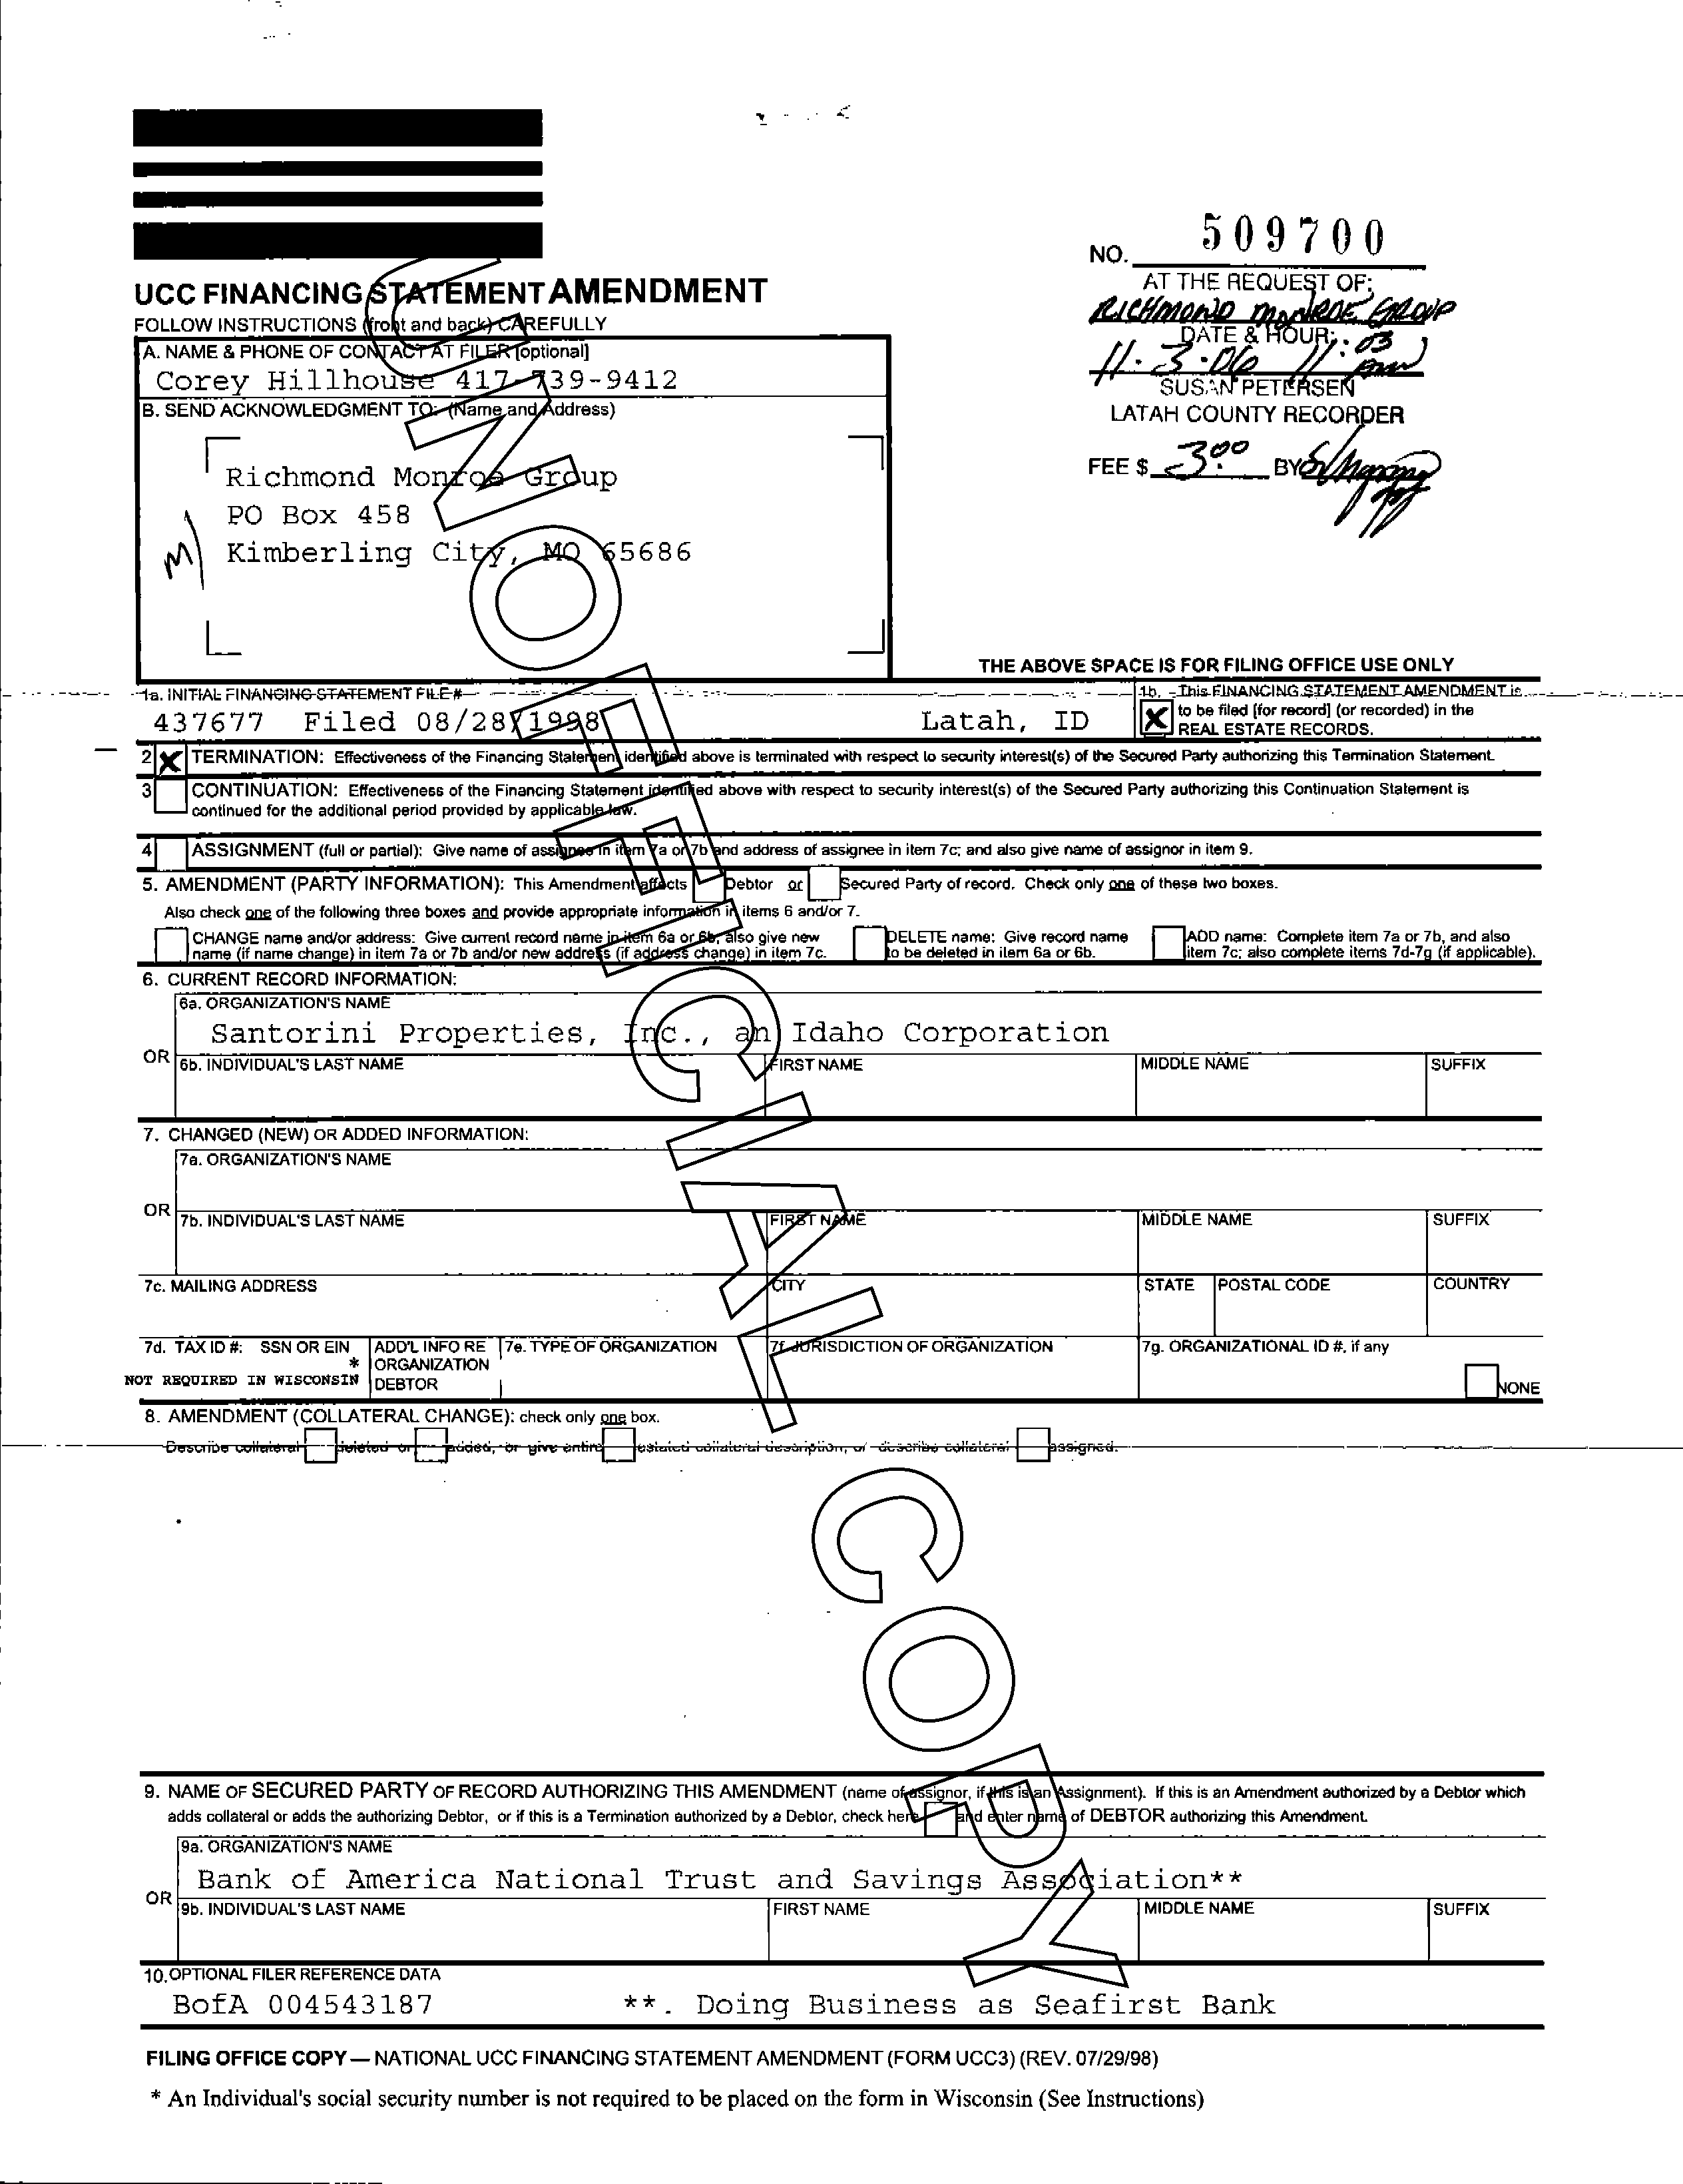 NO. 509700
AT THE REQUEST OF:
RICHMOND MONROE GROUP
DATE & HOUR: :03
11-3-06 11
SUSAN PETERSEN
LATAH COUNTY RECORDER
FEE $ 3.00 BY
UCC FINANCING STATEMENT AMENDMENT
FOLLOW INSTRUCTIONS (front and back) CAREFULLY
A. NAME & PHONE OF CONTACT AT FILER [optional]
Corey Hillhouse 417-739-9412
B. SEND ACKNOWLEDGMENT TO: (Name and Address)
Richmond Monroe Group
PO Box 458
Kimberling City, MO 65686
M
THE ABOVE SPACE IS FOR FILING OFFICE USE ONLY
1a. INITIAL FINANCING STATEMENT FILE #
437677 Filed 08/28/1998 Latah, ID
1b. This FINANCING STATEMENT AMENDMENT is
X to be filed [for record] (or recorded) in the
REAL ESTATE RECORDS.
2 X TERMINATION: Effectiveness of the Financing Statement identified above is terminated with respect to security interest(s) of the Secured Party authorizing this Termination Statement.
3 CONTINUATION: Effectiveness of the Financing Statement identified above with respect to security interest(s) of the Secured Party authorizing this Continuation Statement is
continued for the additional period provided by applicable law.
4 ASSIGNMENT (full or partial): Give name of assignee in item 7a or 7b and address of assignee in item 7c; and also give name of assignor in item 9.
5. AMENDMENT (PARTY INFORMATION): This Amendment affects Debtor or Secured Party of record. Check only one of these two boxes.
Also check one of the following three boxes and provide appropriate information in items 6 and/or 7.
CHANGE name and/or address: Give current record name in item 6a or 6b; also give new
name (if name change) in item 7a or 7b and/or new address (if address change) in item 7c.
DELETE name: Give record name
to be deleted in item 6a or 6b.
ADD name: Complete item 7a or 7b, and also
item 7c; also complete items 7d-7g (if applicable).
6. CURRENT RECORD INFORMATION:
6a. ORGANIZATION'S NAME
Santorini Properties, Inc., an Idaho Corporation
OR
6b. INDIVIDUAL'S LAST NAME FIRST NAME MIDDLE NAME SUFFIX
7. CHANGED (NEW) OR ADDED INFORMATION:
7a. ORGANIZATION'S NAME
OR
7b. INDIVIDUAL'S LAST NAME FIRST NAME MIDDLE NAME SUFFIX
7c. MAILING ADDRESS CITY STATE POSTAL CODE COUNTRY
7d. TAX ID #: SSN OR EIN
*
NOT REQUIRED IN WISCONSIN
ADD'L INFO RE
ORGANIZATION
DEBTOR
7e. TYPE OF ORGANIZATION 7f. JURISDICTION OF ORGANIZATION 7g. ORGANIZATIONAL ID #, if any
NONE
8. AMENDMENT (COLLATERAL CHANGE): check only one box.
Describe collateral deleted or added, or give entire restated collateral description, or describe collateral assigned.
9. NAME OF SECURED PARTY OF RECORD AUTHORIZING THIS AMENDMENT (name of assignor, if this is an Assignment). If this is an Amendment authorized by a Debtor which
adds collateral or adds the authorizing Debtor, or if this is a Termination authorized by a Debtor, check here and enter name of DEBTOR authorizing this Amendment.
9a. ORGANIZATION'S NAME
Bank of America National Trust and Savings Association**
OR
9b. INDIVIDUAL'S LAST NAME FIRST NAME MIDDLE NAME SUFFIX
10. OPTIONAL FILER REFERENCE DATA
BofA 004543187 **. Doing Business as Seafirst Bank
FILING OFFICE COPY — NATIONAL UCC FINANCING STATEMENT AMENDMENT (FORM UCC3) (REV. 07/29/98)
* An Individual's social security number is not required to be placed on the form in Wisconsin (See Instructions)
UNOFFICIAL COPY